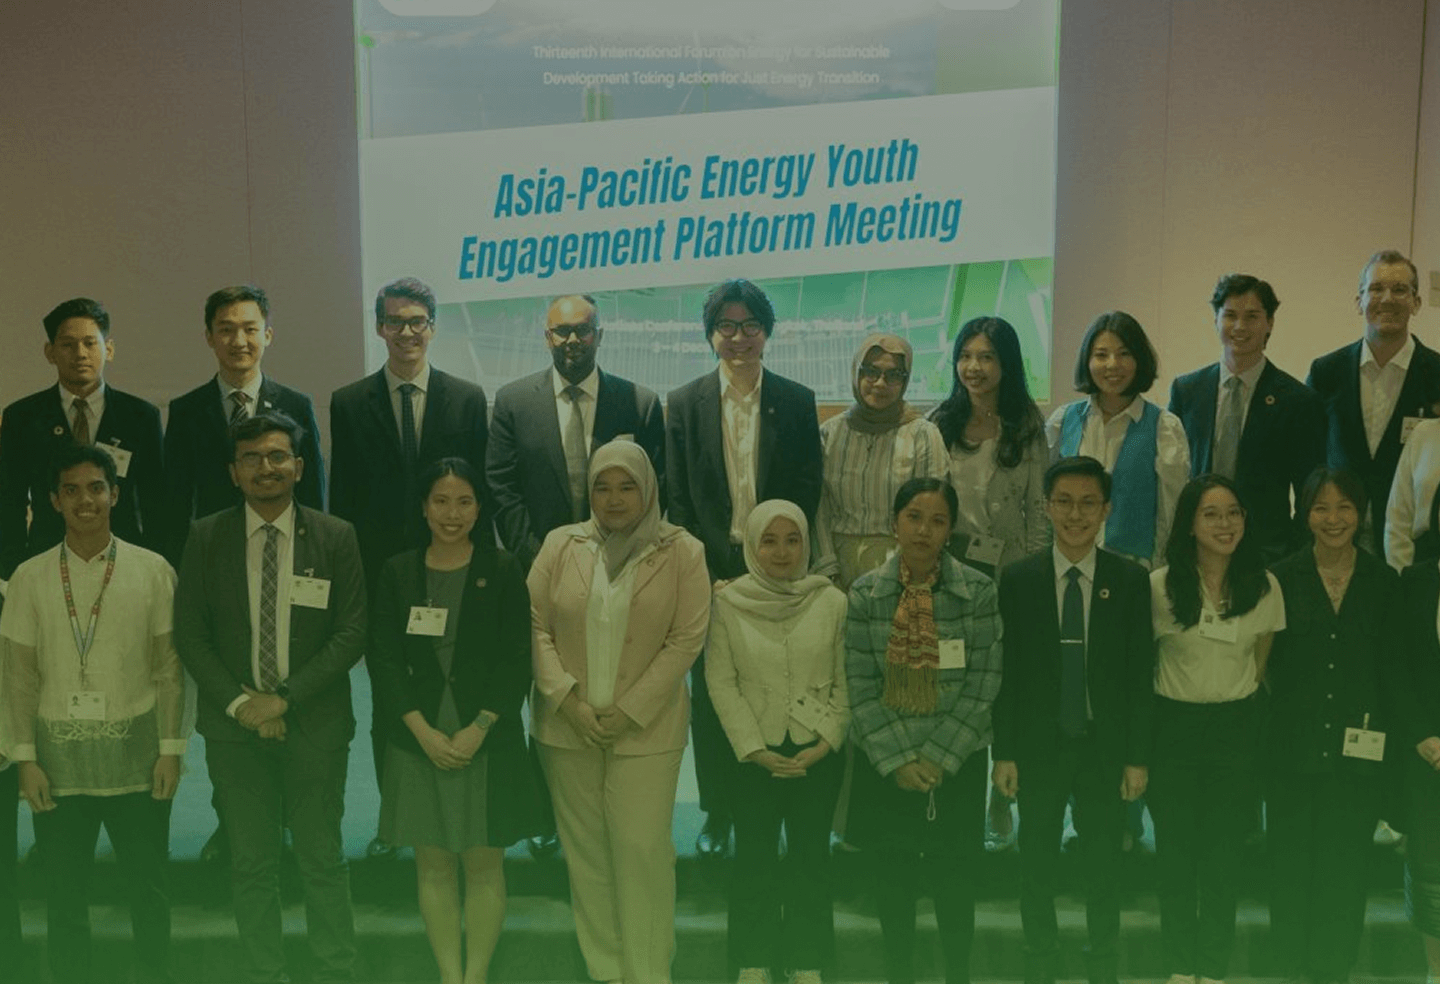 Thirteenth International Forum on Energy for Sustainable
Development Taking Action for Just Energy Transition
Asia-Pacific Energy Youth
Engagement Platform Meeting